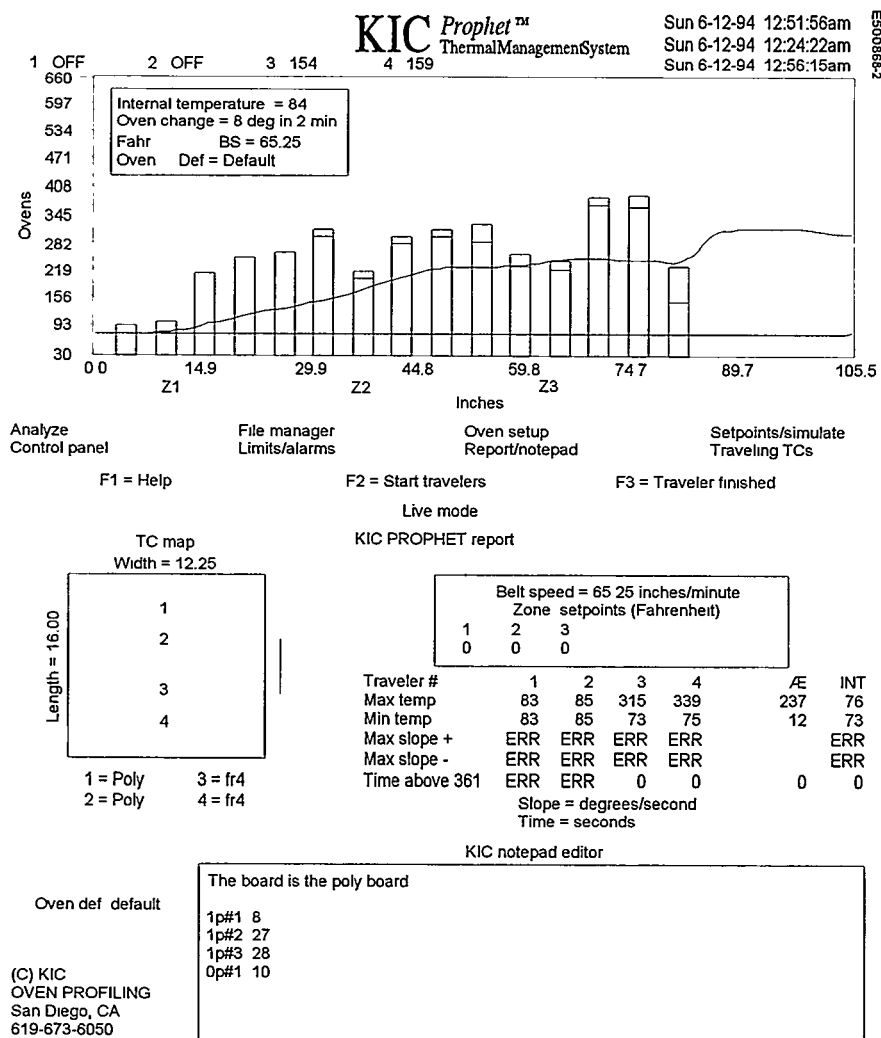 KIC Prophet™
ThermalManagementSystem
Sun 6-12-94 12:51:56am
Sun 6-12-94 12:24:22am
Sun 6-12-94 12:56:15am
E500868-2
1 OFF 2 OFF 3 154 4 159
660
597
534
471
408
345
282
219
156
93
30
Ovens
Internal temperature = 84
Oven change = 8 deg in 2 min
Fahr BS = 65.25
Oven Def = Default
0 0 14.9 29.9 44.8 59.8 74 7 89.7 105.5
Z1 Z2 Z3
Inches
Analyze File manager Oven setup Setpoints/simulate
Control panel Limits/alarms Report/notepad Traveling TCs
F1 = Help F2 = Start travelers F3 = Traveler finished
Live mode
TC map
Width = 12.25
Length = 16.00
1
2
3
4
1 = Poly 3 = fr4
2 = Poly 4 = fr4
KIC PROPHET report
Belt speed = 65 25 inches/minute
Zone setpoints (Fahrenheit)
1 2 3
0 0 0
Traveler # 1 2 3 4 Æ INT
Max temp 83 85 315 339 237 76
Min temp 83 85 73 75 12 73
Max slope + ERR ERR ERR ERR ERR
Max slope - ERR ERR ERR ERR ERR
Time above 361 ERR ERR 0 0 0 0
Slope = degrees/second
Time = seconds
KIC notepad editor
Oven def default
The board is the poly board
1p#1 8
1p#2 27
1p#3 28
0p#1 10
(C) KIC
OVEN PROFILING
San Diego, CA
619-673-6050